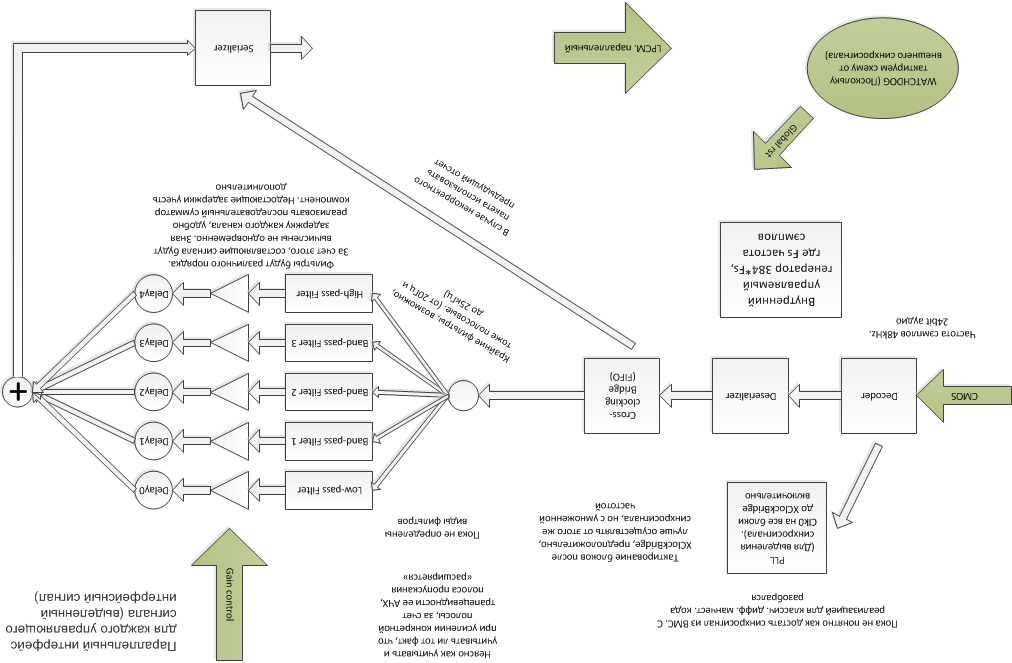 Пока не понятно как достать синхросигнал из BMC. С
реализацией для классич. дифф. манчест. кода
разобрался
Неясно как учитывать и
учитывать ли тот факт, что
при усилении конкретной
полосы, за счет
трапецевидности ее АЧХ,
полоса пропускания
«расширяется»
Параллельный интерфейс
для каждого управляющего
сигнала (выделенный
интерфейсный сигнал)
Gain control
PLL
(Для выделения
синхросигнала).
Clk0 на все блоки
до XClockBridge
включительно
Тактирование блоков после
XClockBridge, предположительно,
лучше осуществлять от этого же
синхросигнала, но с умноженной
частотой
Пока не определены
виды фильтров
CMOS
Decoder
Deserializer
Cross-
clocking
Bridge
(FIFO)
Low-pass Filter
Delay0
Band-pass Filter 1
Delay1
Band-pass Filter 2
Delay2
Band-pass Filter 3
Delay3
High-pass Filter
Delay4
+
Частота сэмплов 48kHz.
24bit аудио
Внутренний
управляемый
генератор 384*Fs,
где Fs частота
сэмплов
Крайние фильтры, возможно,
тоже полосовые. (от 20Гц и
до 25кГц)
Фильтры будут различного порядка.
За счет этого, составляющие сигнала будут
вычислены не одновременно. Зная
задержку каждого канала, удобно
реализовать последовательный сумматор
компонент. Недостающие задержки учесть
дополнительно
В случае некорректного
пакета использовать
предыдущий отсчет
Global rst
WATCHDOG (Поскольку
тактируем схему от
внешнего синхросигнала)
LPCM. параллельный
Serializer